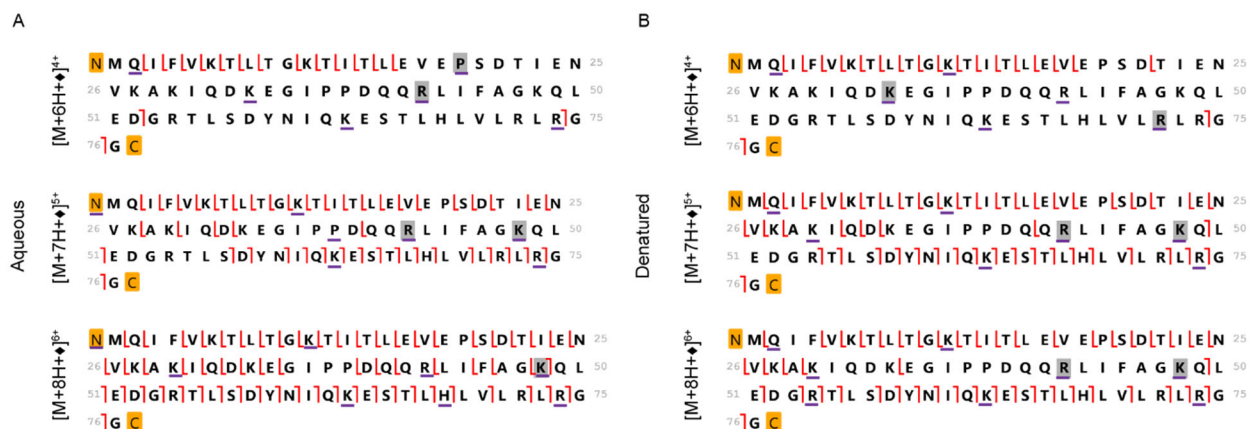 A
Aqueous
[M+6H+♦]⁴⁺
N M Q I F V K T L T G K T I T L E V E P S D T I E N 25
26 V K A K I Q D K E G I P P D Q Q R L I F A G K Q L 50
51 E D G R T L S D Y N I Q K E S T L H L V L R L R G 75
76 G C
[M+7H+♦]⁵⁺
N M Q I F V K T L T G K T I T L E V E P S D T I E N 25
26 V K A K I Q D K E G I P P D Q Q R L I F A G K Q L 50
51 E D G R T L S D Y N I Q K E S T L H L V L R L R G 75
76 G C
[M+8H+♦]⁶⁺
N M Q I F V K T L T G K T I T L E V E P S D T I E N 25
26 V K A K I Q D K E G I P P D Q Q R L I F A G K Q L 50
51 E D G R T L S D Y N I Q K E S T L H L V L R L R G 75
76 G C
B
Denatured
[M+6H+♦]⁴⁺
N M Q I F V K T L T G K T I T L E V E P S D T I E N 25
26 V K A K I Q D K E G I P P D Q Q R L I F A G K Q L 50
51 E D G R T L S D Y N I Q K E S T L H L V L R L R G 75
76 G C
[M+7H+♦]⁵⁺
N M Q I F V K T L T G K T I T L E V E P S D T I E N 25
26 V K A K I Q D K E G I P P D Q Q R L I F A G K Q L 50
51 E D G R T L S D Y N I Q K E S T L H L V L R L R G 75
76 G C
[M+8H+♦]⁶⁺
N M Q I F V K T L T G K T I T L E V E P S D T I E N 25
26 V K A K I Q D K E G I P P D Q Q R L I F A G K Q L 50
51 E D G R T L S D Y N I Q K E S T L H L V L R L R G 75
76 G C